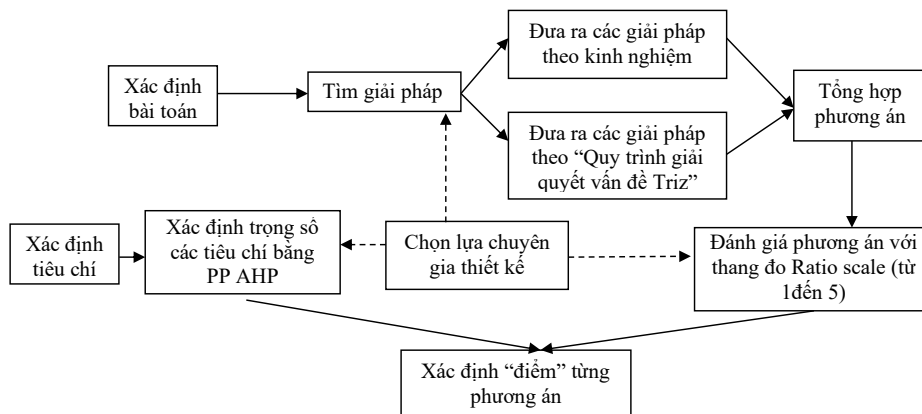 Đưa ra các giải pháp
theo kinh nghiệm
Xác định
bài toán
Tìm giải pháp
Tổng hợp
phương án
Đưa ra các giải pháp
theo “Quy trình giải
quyết vấn đề Triz”
Xác định
tiêu chí
Xác định trọng số
các tiêu chí bằng
PP AHP
Chọn lựa chuyên
gia thiết kế
Đánh giá phương án với
thang đo Ratio scale (từ
1đến 5)
Xác định “điểm” từng
phương án